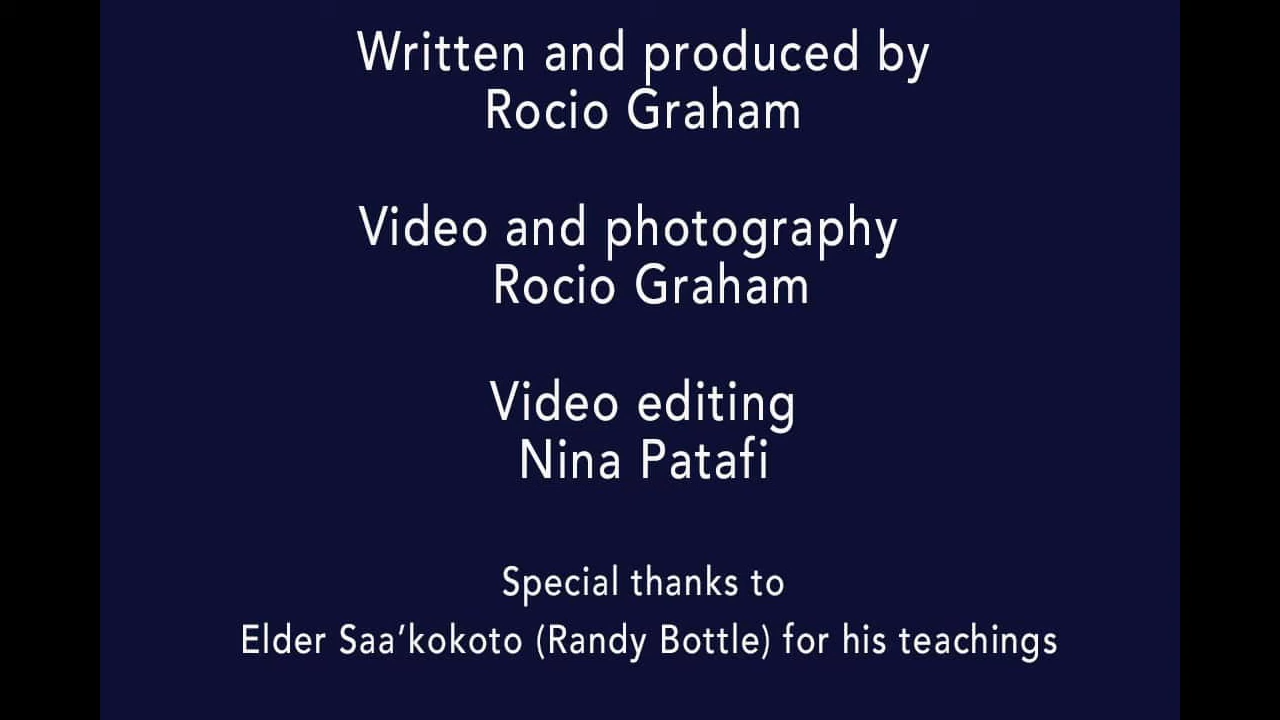 Written and produced by
Rocio Graham
Video and photography
Rocio Graham
Video editing
Nina Patafi
Special thanks to
Elder Saa’kokoto (Randy Bottle) for his teachings